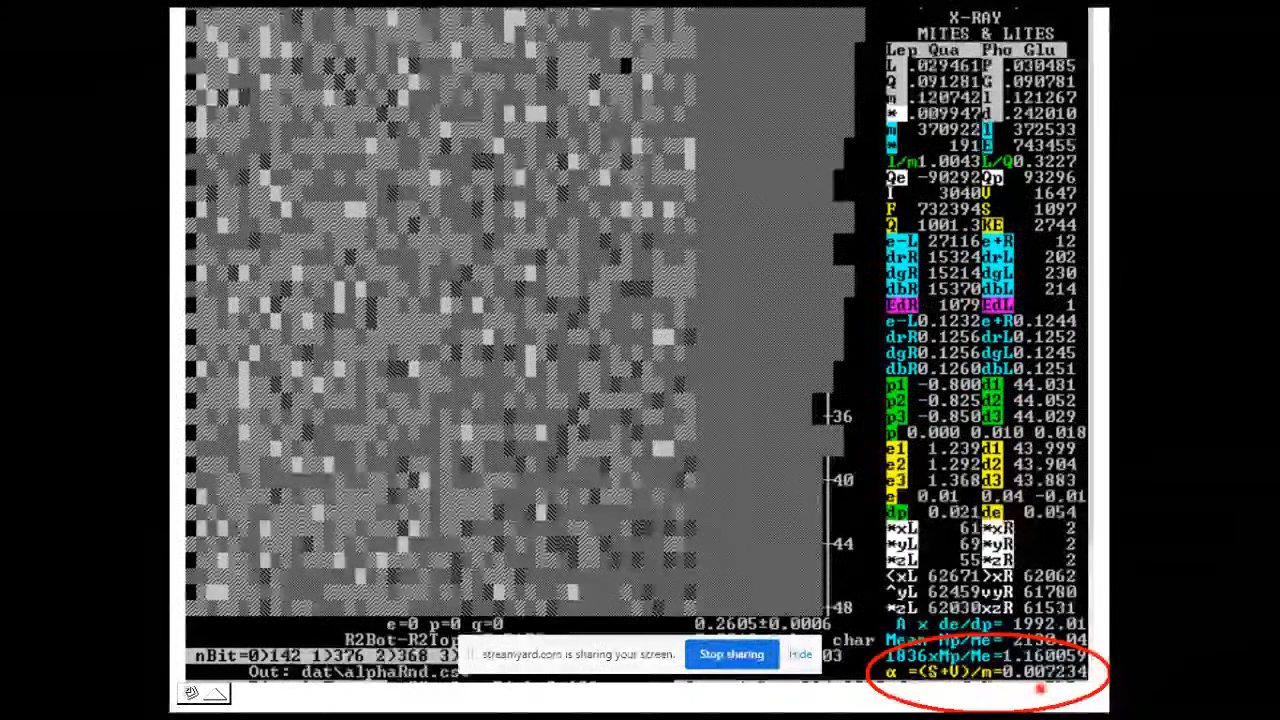 X-RAY
MITES & LITES
Lep Qua Pho Glu
L .029461 P .030485
Q .091281 G .090781
m .120742 l .121267
* .009947 d .242010
m 370922 l 372533
* 191 E 743455
l/m1.0043 L/Q0.3227
Qe -90292 Qp 93296
I 3040 V 1647
F 732394 S 1097
Q 1001.3 KE 2744
e-L 27116 e+R 12
drR 15324 drL 202
dgR 15214 dgL 230
dbR 15370 dbL 214
EdR 1079 EdL 1
e-L0.1232 e+R0.1244
drR0.1256 drL0.1252
dgR0.1256 dgL0.1245
dbR0.1260 dbL0.1251
p1 -0.800 d1 44.031
p2 -0.825 d2 44.052
p3 -0.850 d3 44.029
p 0.000 0.010 0.018
e1 1.239 d1 43.999
e2 1.292 d2 43.904
e3 1.368 d3 43.883
e 0.01 0.04 -0.01
dp 0.021 de 0.054
*xL 61 *xR 2
*yL 69 *yR 2
*zL 55 *zR 2
<xL 62671 >xR 62062
^yL 62459 vyR 61780
*zL 62030 xzR 61531
A x de/dp= 1992.01
Mean Mp/Me= 2130.04
1836xMp/Me=1.160059
α =(S+V)/m=0.007234
36
40
44
48
e=0 p=0 q=0 0.2605±0.0006
R2Bot-R2Top char
nBit=0)142 1)376 2)368 3) 03
Out: dat\alphaRnd.cs
streamyard.com is sharing your screen. Stop sharing Hide